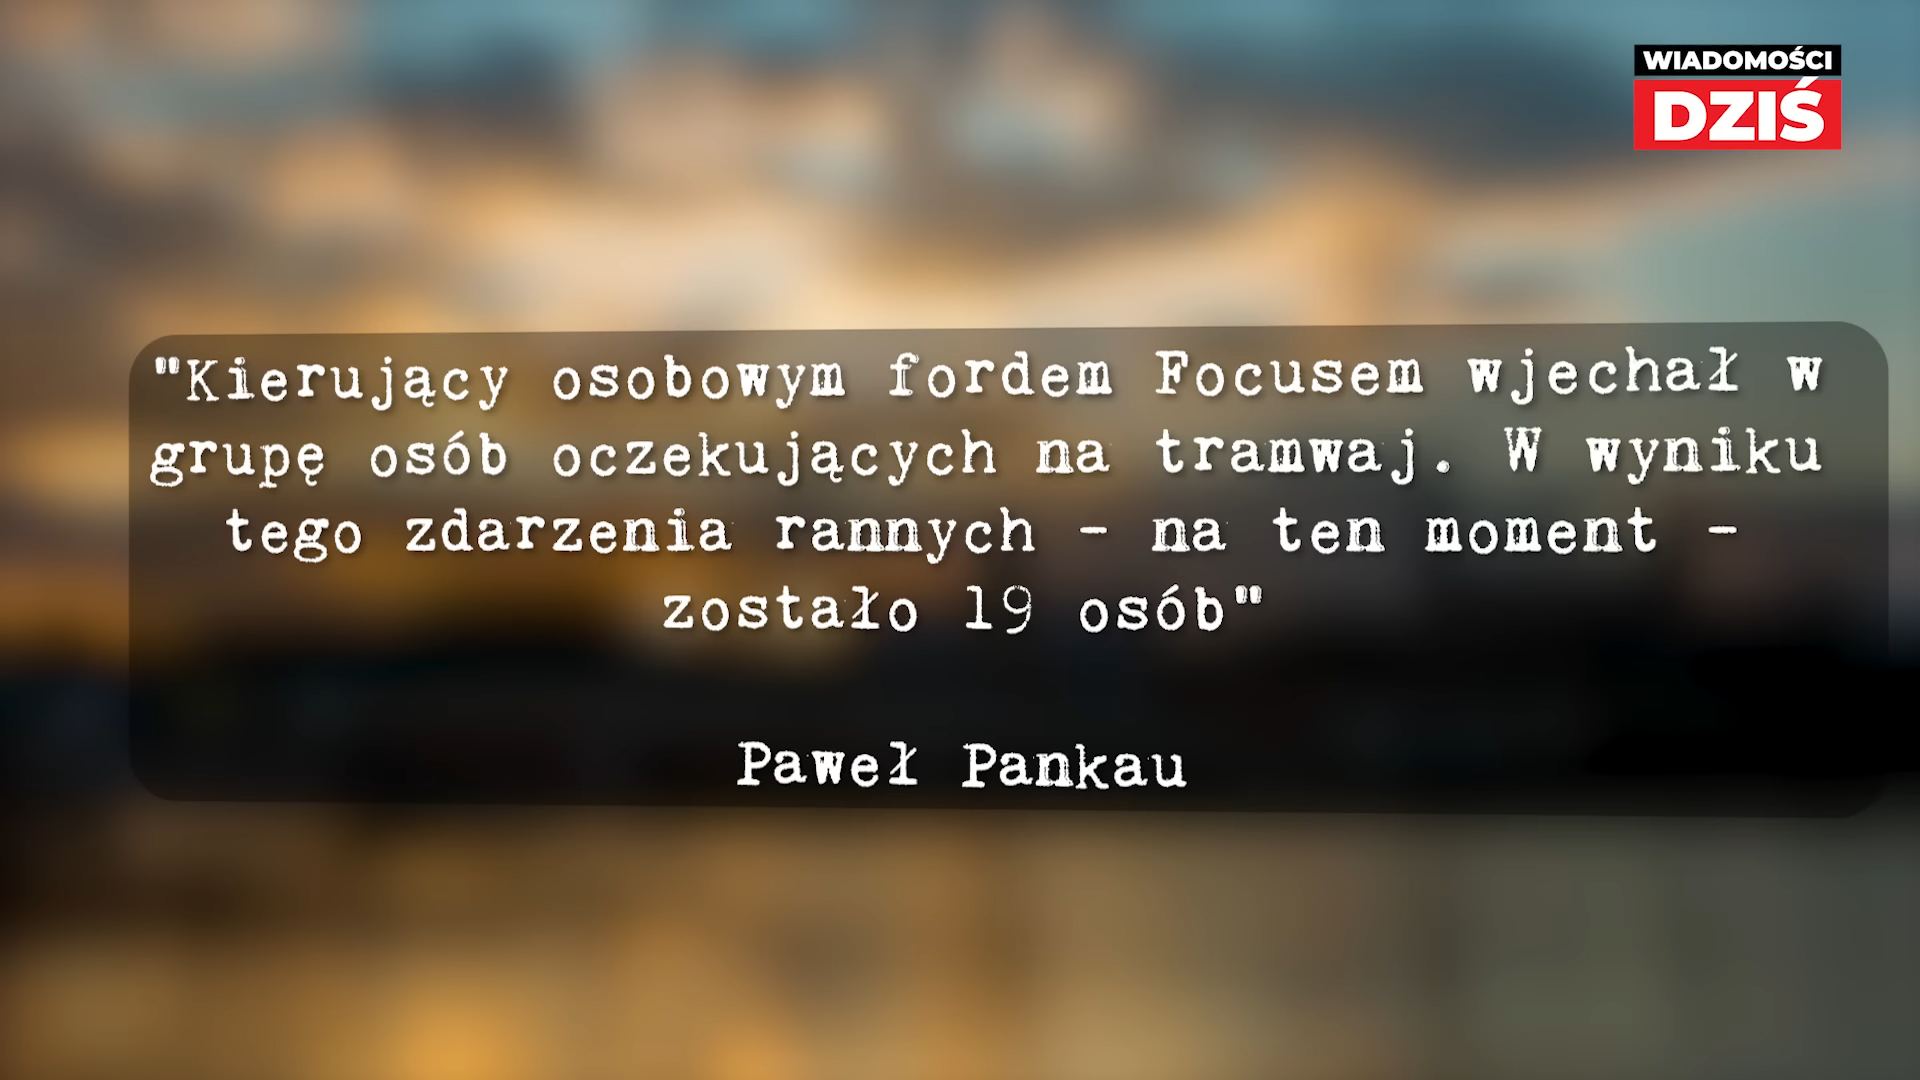 WIADOMOŚCI
DZIŚ
"Kierujący osobowym fordem Focusem wjechał w
grupę osób oczekujących na tramwaj. W wyniku
tego zdarzenia rannych - na ten moment -
zostało 19 osób"
Paweł Pankau